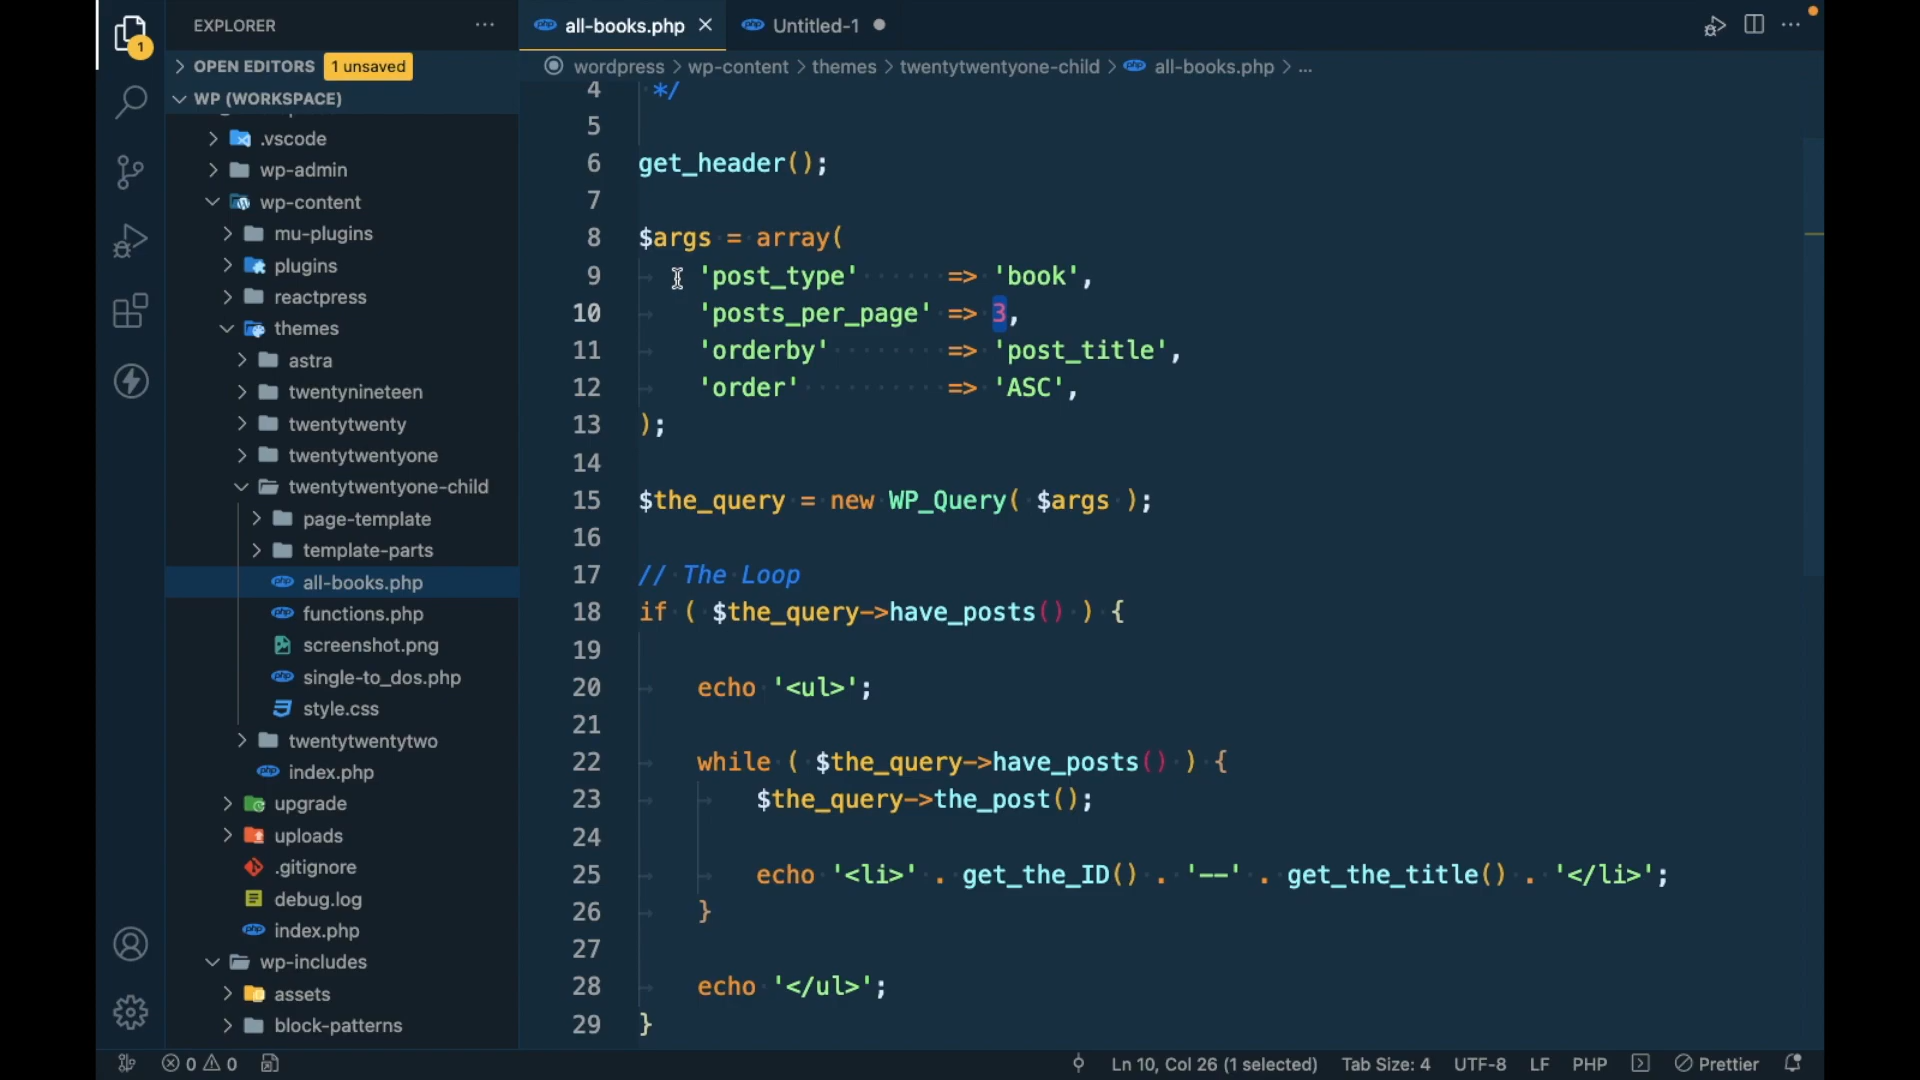 EXPLORER
all-books.php
Untitled-1
1
OPEN EDITORS 1 unsaved
wordpress > wp-content > themes > twentytwentyone-child > all-books.php > ...
WP (WORKSPACE)
.vscode
wp-admin
wp-content
mu-plugins
plugins
reactpress
themes
astra
twentynineteen
twentytwenty
twentytwentyone
twentytwentyone-child
page-template
template-parts
all-books.php
functions.php
screenshot.png
single-to_dos.php
style.css
twentytwentytwo
index.php
upgrade
uploads
.gitignore
debug.log
index.php
wp-includes
assets
block-patterns
4 */
5
6 get_header();
7
8 $args = array(
9 'post_type' => 'book',
10 'posts_per_page' => 3,
11 'orderby' => 'post_title',
12 'order' => 'ASC',
13 );
14
15 $the_query = new WP_Query( $args );
16
17 // The Loop
18 if ( $the_query->have_posts() ) {
19
20 echo '<ul>';
21
22 while ( $the_query->have_posts() ) {
23 $the_query->the_post();
24
25 echo '<li>' . get_the_ID() . '--' . get_the_title() . '</li>';
26 }
27
28 echo '</ul>';
29 }
0 0
Ln 10, Col 26 (1 selected) Tab Size: 4 UTF-8 LF PHP Prettier